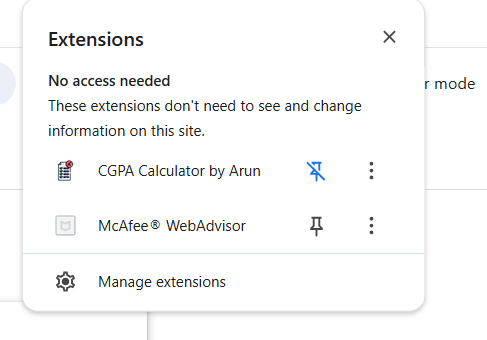 Extensions
No access needed
These extensions don't need to see and change
information on this site.
r mode
CGPA Calculator by Arun
McAfee® WebAdvisor
Manage extensions